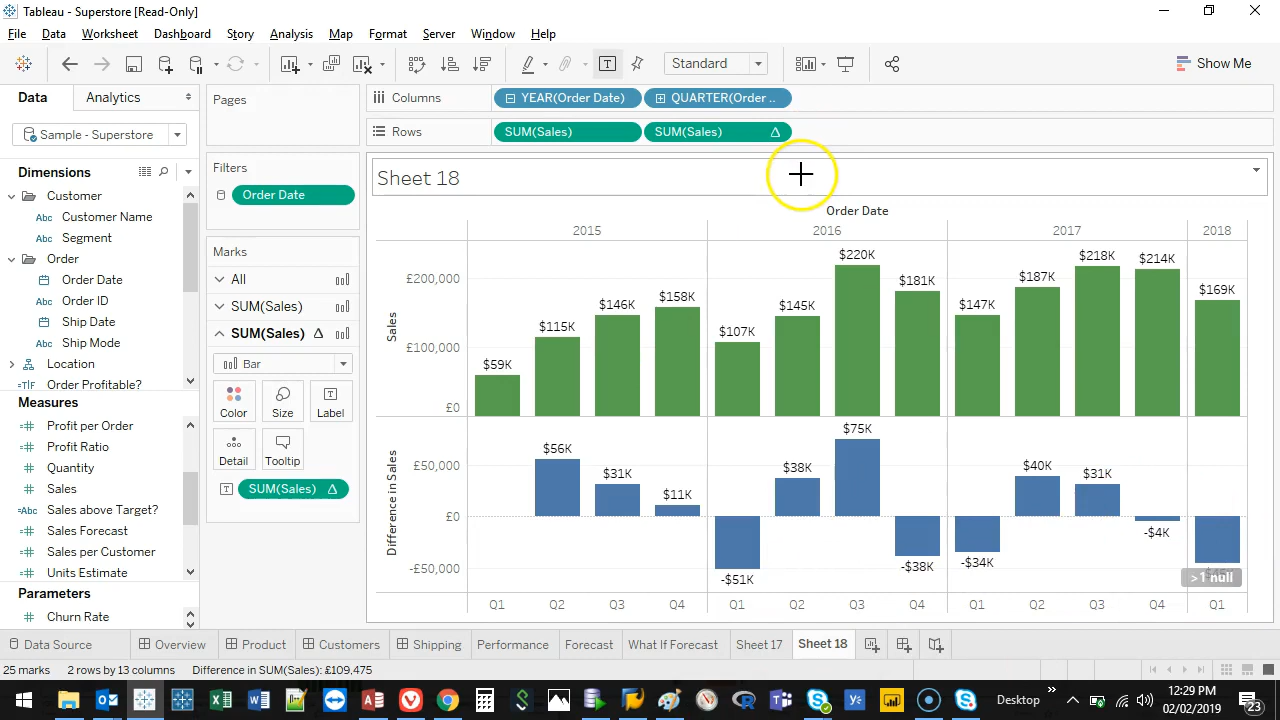 Tableau - Superstore [Read-Only]
File Data Worksheet Dashboard Story Analysis Map Format Server Window Help
Standard
Show Me
Data Analytics
Sample - Superstore
Dimensions
Customer
Abc Customer Name
Abc Segment
Order
Order Date
Abc Order ID
Ship Date
Abc Ship Mode
Location
=T|F Order Profitable?
Measures
Profit per Order
Profit Ratio
Quantity
Sales
=Abc Sales above Target?
Sales Forecast
Sales per Customer
Units Estimate
Parameters
Churn Rate
Pages
Filters
Order Date
Marks
All
SUM(Sales)
SUM(Sales) Δ
Bar
Color Size Label
Detail Tooltip
SUM(Sales) Δ
Columns YEAR(Order Date) QUARTER(Order ..
Rows SUM(Sales) SUM(Sales) Δ
Sheet 18
Order Date
2015 2016 2017 2018
Sales
£200,000
£100,000
£0
$59K $115K $146K $158K $107K $145K $220K $181K $147K $187K $218K $214K $169K
Difference in Sales
£50,000
£0
-£50,000
$56K $31K $11K -$51K $38K $75K -$38K -$34K $40K $31K -$4K
>1 null
Q1 Q2 Q3 Q4 Q1 Q2 Q3 Q4 Q1 Q2 Q3 Q4 Q1
Data Source Overview Product Customers Shipping Performance Forecast What If Forecast Sheet 17 Sheet 18
25 marks 2 rows by 13 columns Difference in SUM(Sales): £109,475
Desktop
12:29 PM
02/02/2019
23